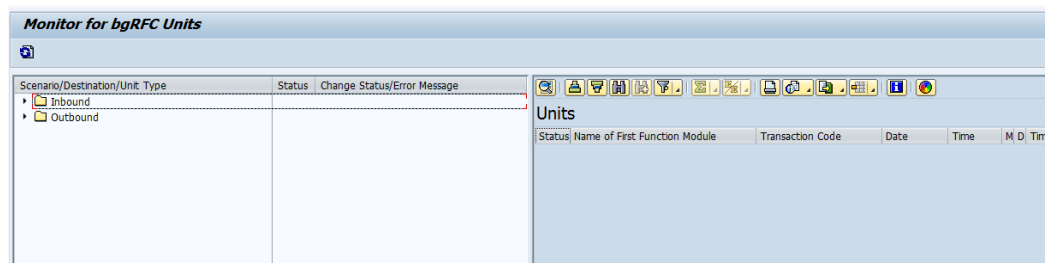 Monitor for bgRFC Units
Scenario/Destination/Unit Type Status Change Status/Error Message
Inbound
Outbound
Units
Status Name of First Function Module Transaction Code Date Time M D Tim